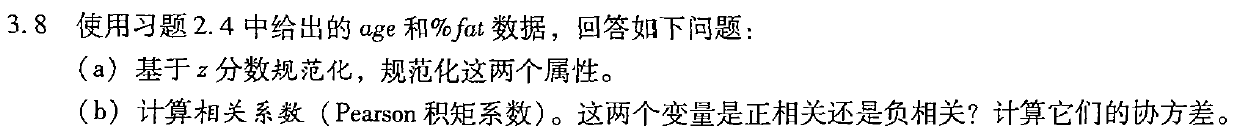 3.8 使用习题2.4中给出的age和%fat数据，回答如下问题：
（a）基于z分数规范化，规范化这两个属性。
（b）计算相关系数（Pearson积矩系数）。这两个变量是正相关还是负相关？计算它们的协方差。